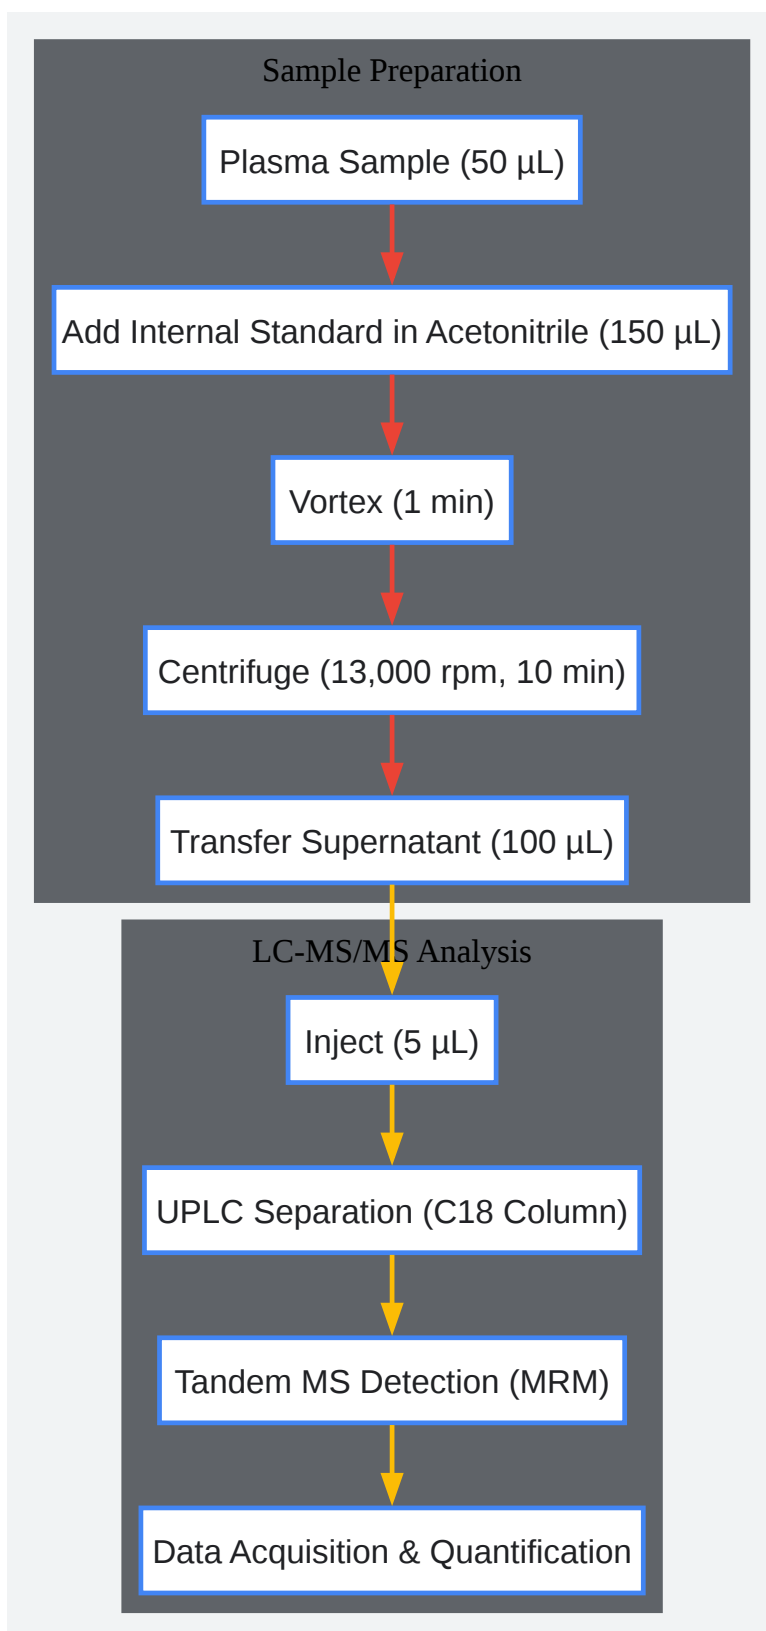 Sample Preparation
Plasma Sample (50 µL)
Add Internal Standard in Acetonitrile (150 µL)
Vortex (1 min)
Centrifuge (13,000 rpm, 10 min)
Transfer Supernatant (100 µL)
LC-MS/MS Analysis
Inject (5 µL)
UPLC Separation (C18 Column)
Tandem MS Detection (MRM)
Data Acquisition & Quantification